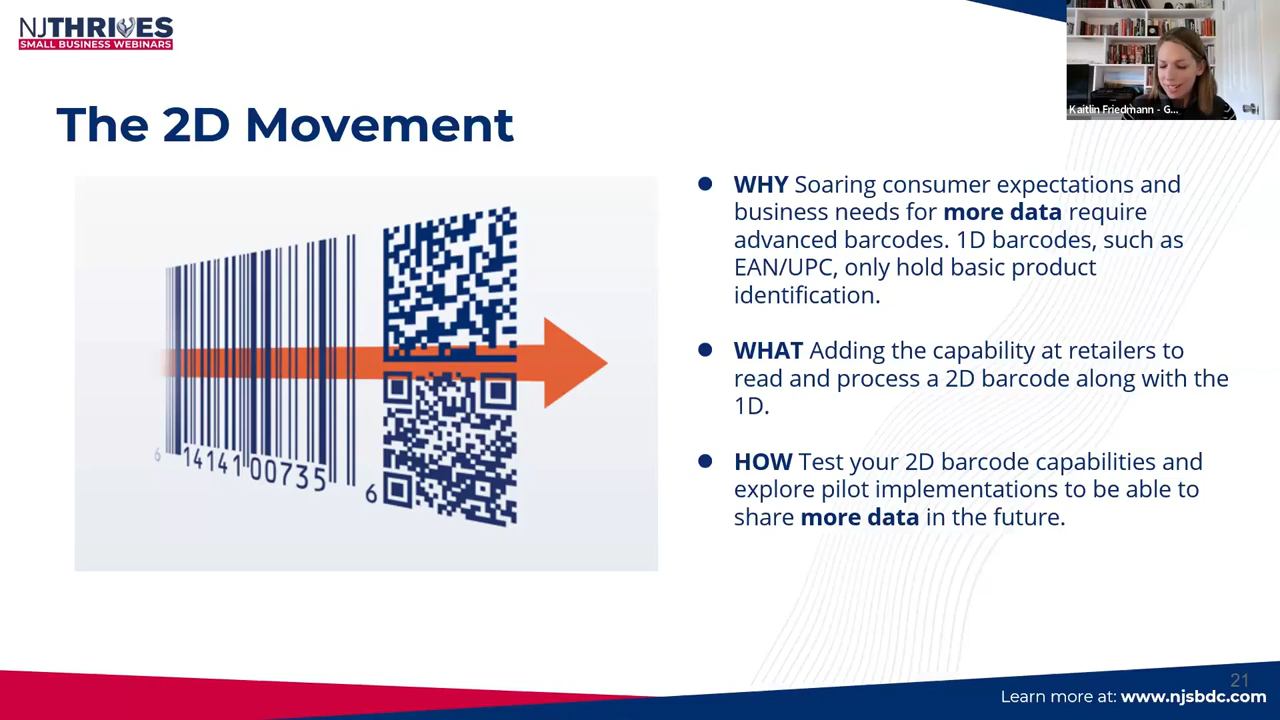 NJTHRIVES
SMALL BUSINESS WEBINARS
Kaitlin Friedmann - G...
The 2D Movement
WHY Soaring consumer expectations and
business needs for more data require
advanced barcodes. 1D barcodes, such as
EAN/UPC, only hold basic product
identification.
WHAT Adding the capability at retailers to
read and process a 2D barcode along with the
1D.
HOW Test your 2D barcode capabilities and
explore pilot implementations to be able to
share more data in the future.
6 14141 00735 6
21
Learn more at: www.njsbdc.com